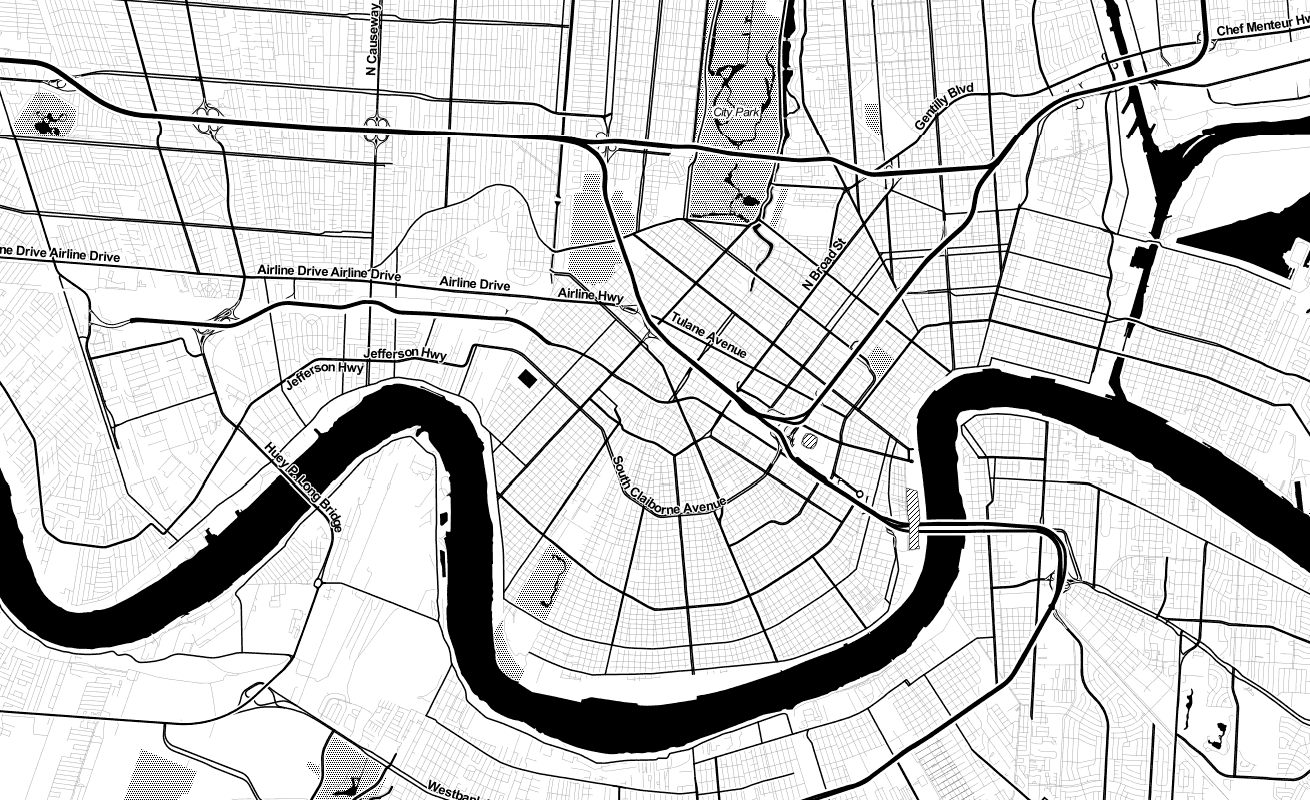 N Causeway
Chef Menteur Hw
City Park
Gentilly Blvd
N Broad St
ne Drive Airline Drive
Airline Drive Airline Drive
Airline Drive
Airline Hwy
Tulane Avenue
Jefferson Hwy
Jefferson Hwy
Huey P. Long Bridge
South Claiborne Avenue
Westbank